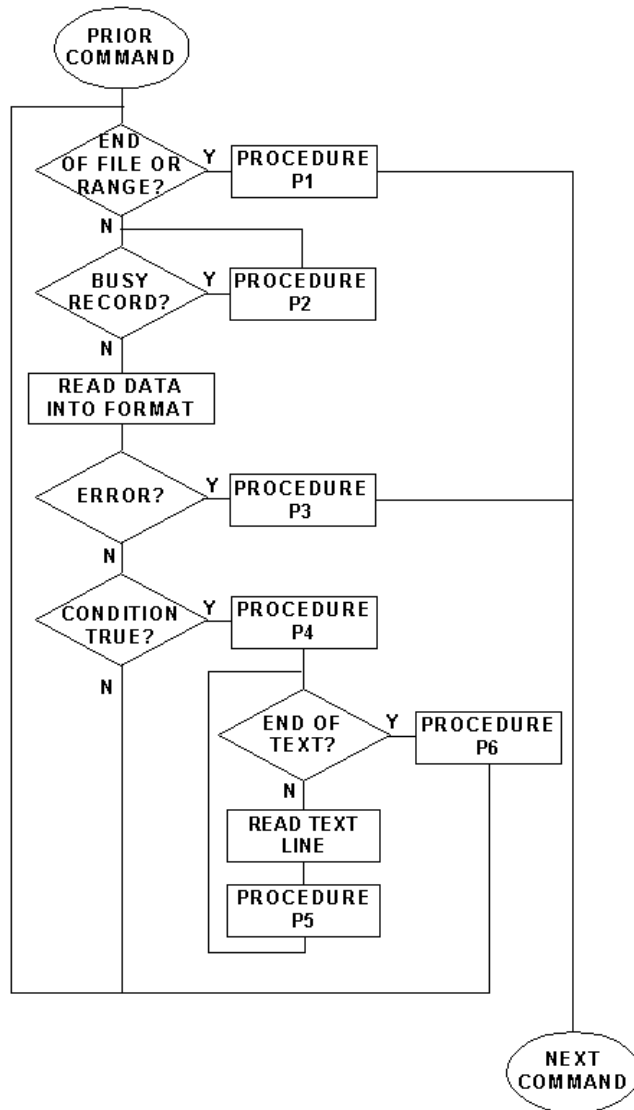 PRIOR
COMMAND
END
OF FILE OR
RANGE?
Y
PROCEDURE
P1
N
BUSY
RECORD?
Y
PROCEDURE
P2
N
READ DATA
INTO FORMAT
ERROR?
Y
PROCEDURE
P3
N
CONDITION
TRUE?
Y
PROCEDURE
P4
N
END OF
TEXT?
Y
PROCEDURE
P6
N
READ TEXT
LINE
PROCEDURE
P5
NEXT
COMMAND